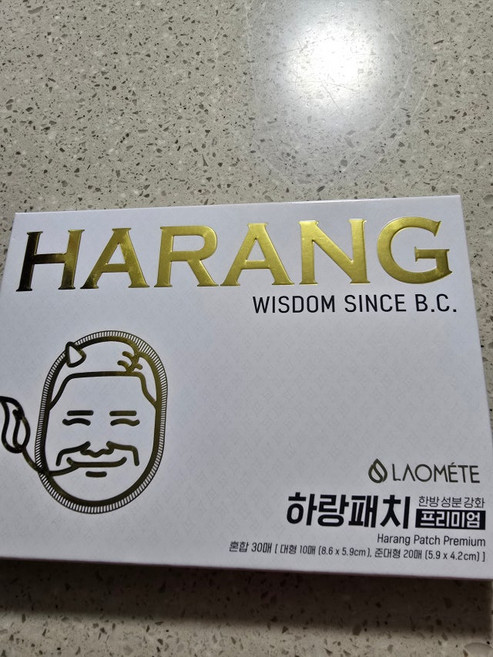 HARANG
WISDOM SINCE B.C.
LAOMÉTE
하랑패치 한방 성분 강화 프리미엄
Harang Patch Premium
혼합 30매 [ 대형 10매 (8.6 x 5.9cm), 준대형 20매 (5.9 x 4.2cm) ]